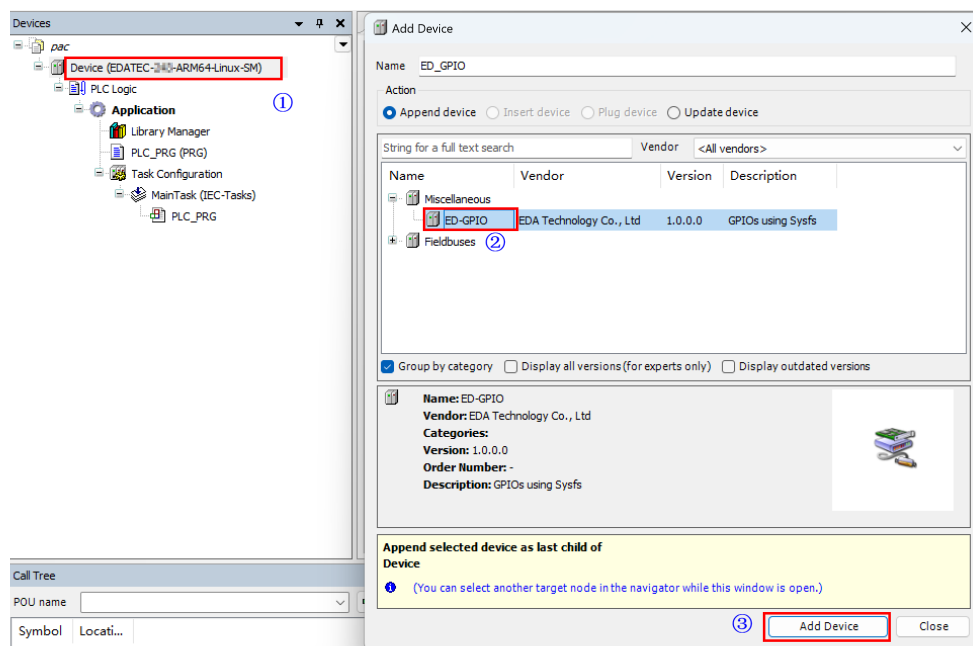 Devices
pac
Device (EDATEC--ARM64-Linux-SM)
①
PLC Logic
Application
Library Manager
PLC_PRG (PRG)
Task Configuration
MainTask (IEC-Tasks)
PLC_PRG
Call Tree
POU name
Symbol Locati...
Add Device
Name ED_GPIO
Action
Append device Insert device Plug device Update device
String for a full text search Vendor <All vendors>
Name Vendor Version Description
Miscellaneous
ED-GPIO EDA Technology Co., Ltd 1.0.0.0 GPIOs using Sysfs
Fieldbuses ②
Group by category Display all versions (for experts only) Display outdated versions
Name: ED-GPIO
Vendor: EDA Technology Co., Ltd
Categories:
Version: 1.0.0.0
Order Number: -
Description: GPIOs using Sysfs
Append selected device as last child of
Device
(You can select another target node in the navigator while this window is open.)
③ Add Device Close